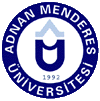 ADNAN MENDERES
ÜNİVERSİTESİ
1992